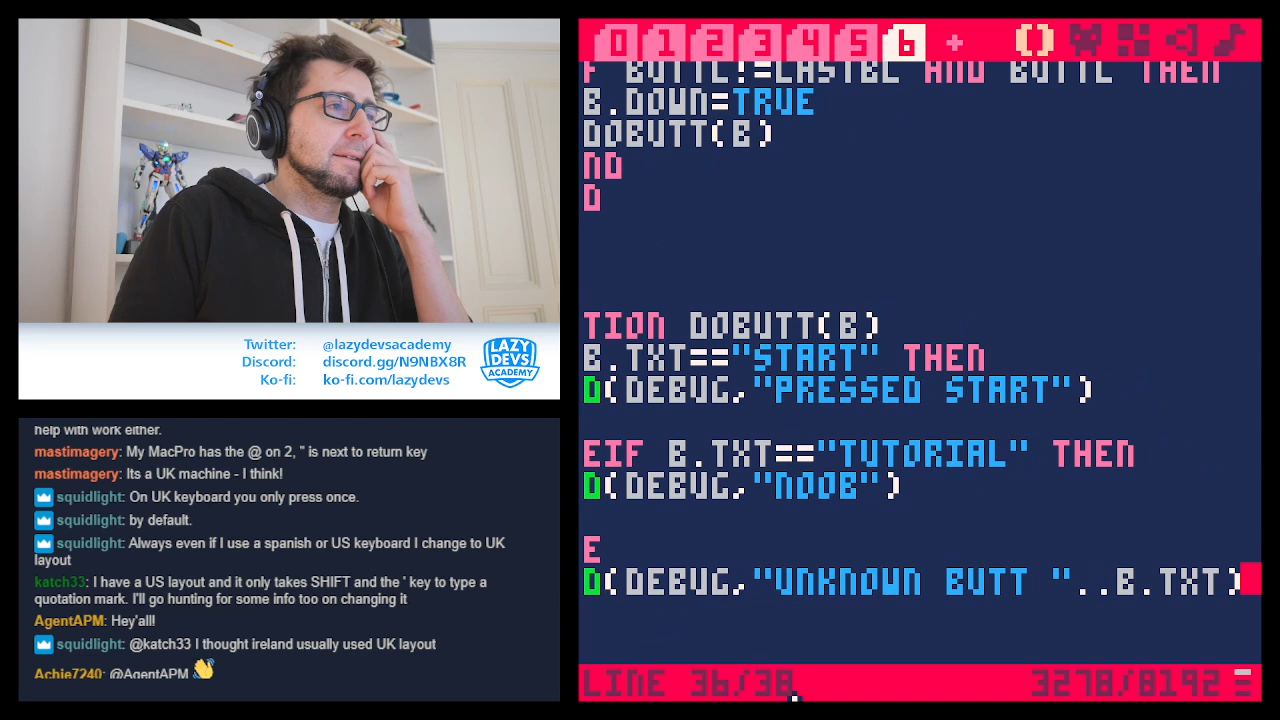 Twitter: @lazydevsacademy
Discord: discord.gg/N9NBX8R
Ko-fi: ko-fi.com/lazydevs
LAZY
DEVS
ACADEMY
help with work either.
mastimagery: My MacPro has the @ on 2, " is next to return key
mastimagery: Its a UK machine - I think!
squidlight: On UK keyboard you only press once.
squidlight: by default.
squidlight: Always even if I use a spanish or US keyboard I change to UK
layout
katch33: I have a US layout and it only takes SHIFT and the ' key to type a
quotation mark. I'll go hunting for some info too on changing it
AgentAPM: Hey'all!
squidlight: @katch33 I thought ireland usually used UK layout
Achie7240: @AgentAPM 👋
0 1 2 3 4 5 6 + ()
F BUTTL!=LASTBL AND BUTTL THEN
B.DOWN=TRUE
DOBUTT(B)
ND
D
TION DOBUTT(B)
B.TXT=="START" THEN
D(DEBUG,"PRESSED START")
EIF B.TXT=="TUTORIAL" THEN
D(DEBUG,"NOOB")
E
D(DEBUG,"UNKNOWN BUTT "..B.TXT)
LINE 36/38
3278/8192